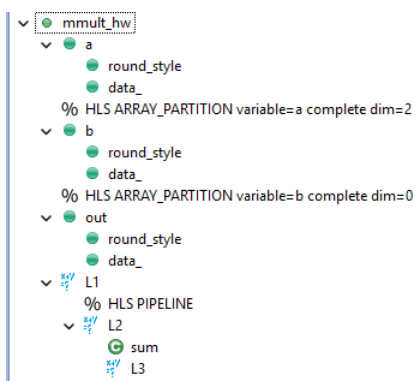 mmult_hw
a
round_style
data_
% HLS ARRAY_PARTITION variable=a complete dim=2
b
round_style
data_
% HLS ARRAY_PARTITION variable=b complete dim=0
out
round_style
data_
L1
% HLS PIPELINE
L2
C sum
L3